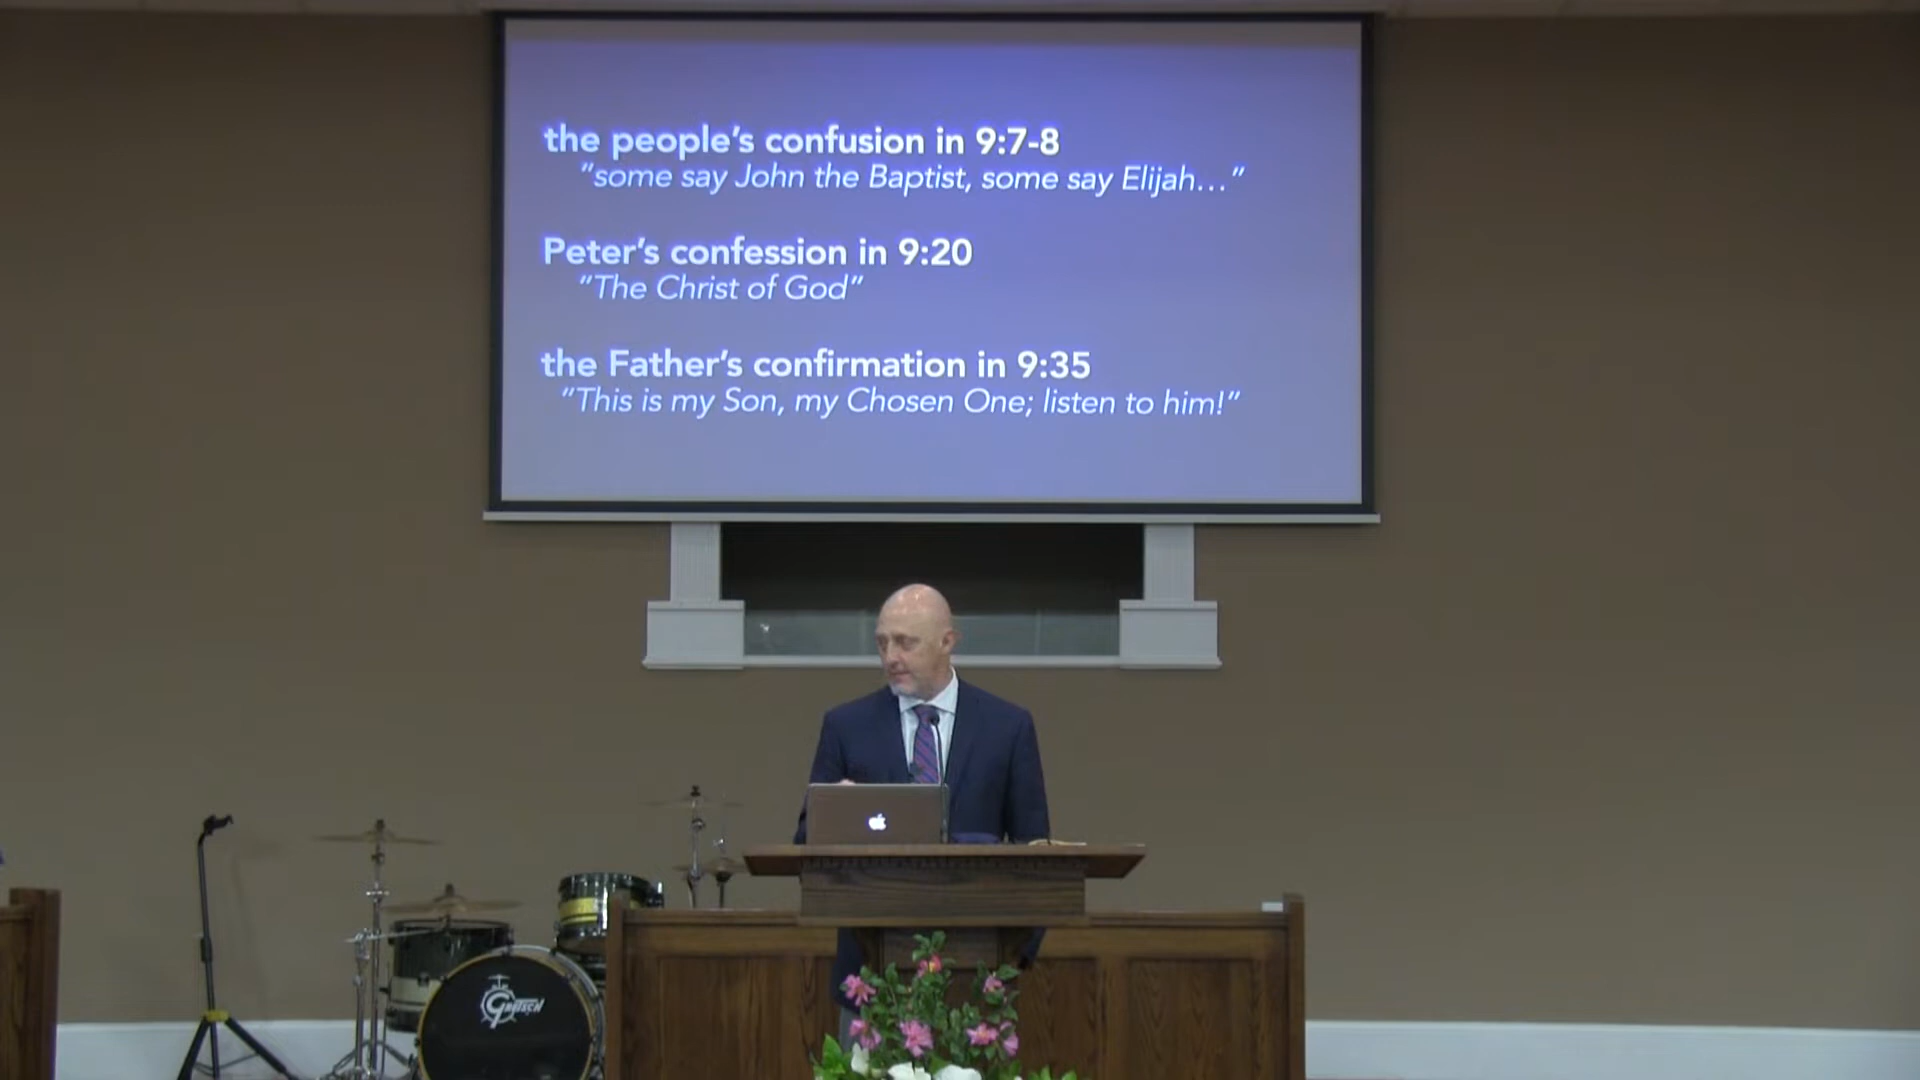 the people's confusion in 9:7-8
“some say John the Baptist, some say Elijah…”
Peter's confession in 9:20
“The Christ of God”
the Father's confirmation in 9:35
“This is my Son, my Chosen One; listen to him!”
GRETSCH